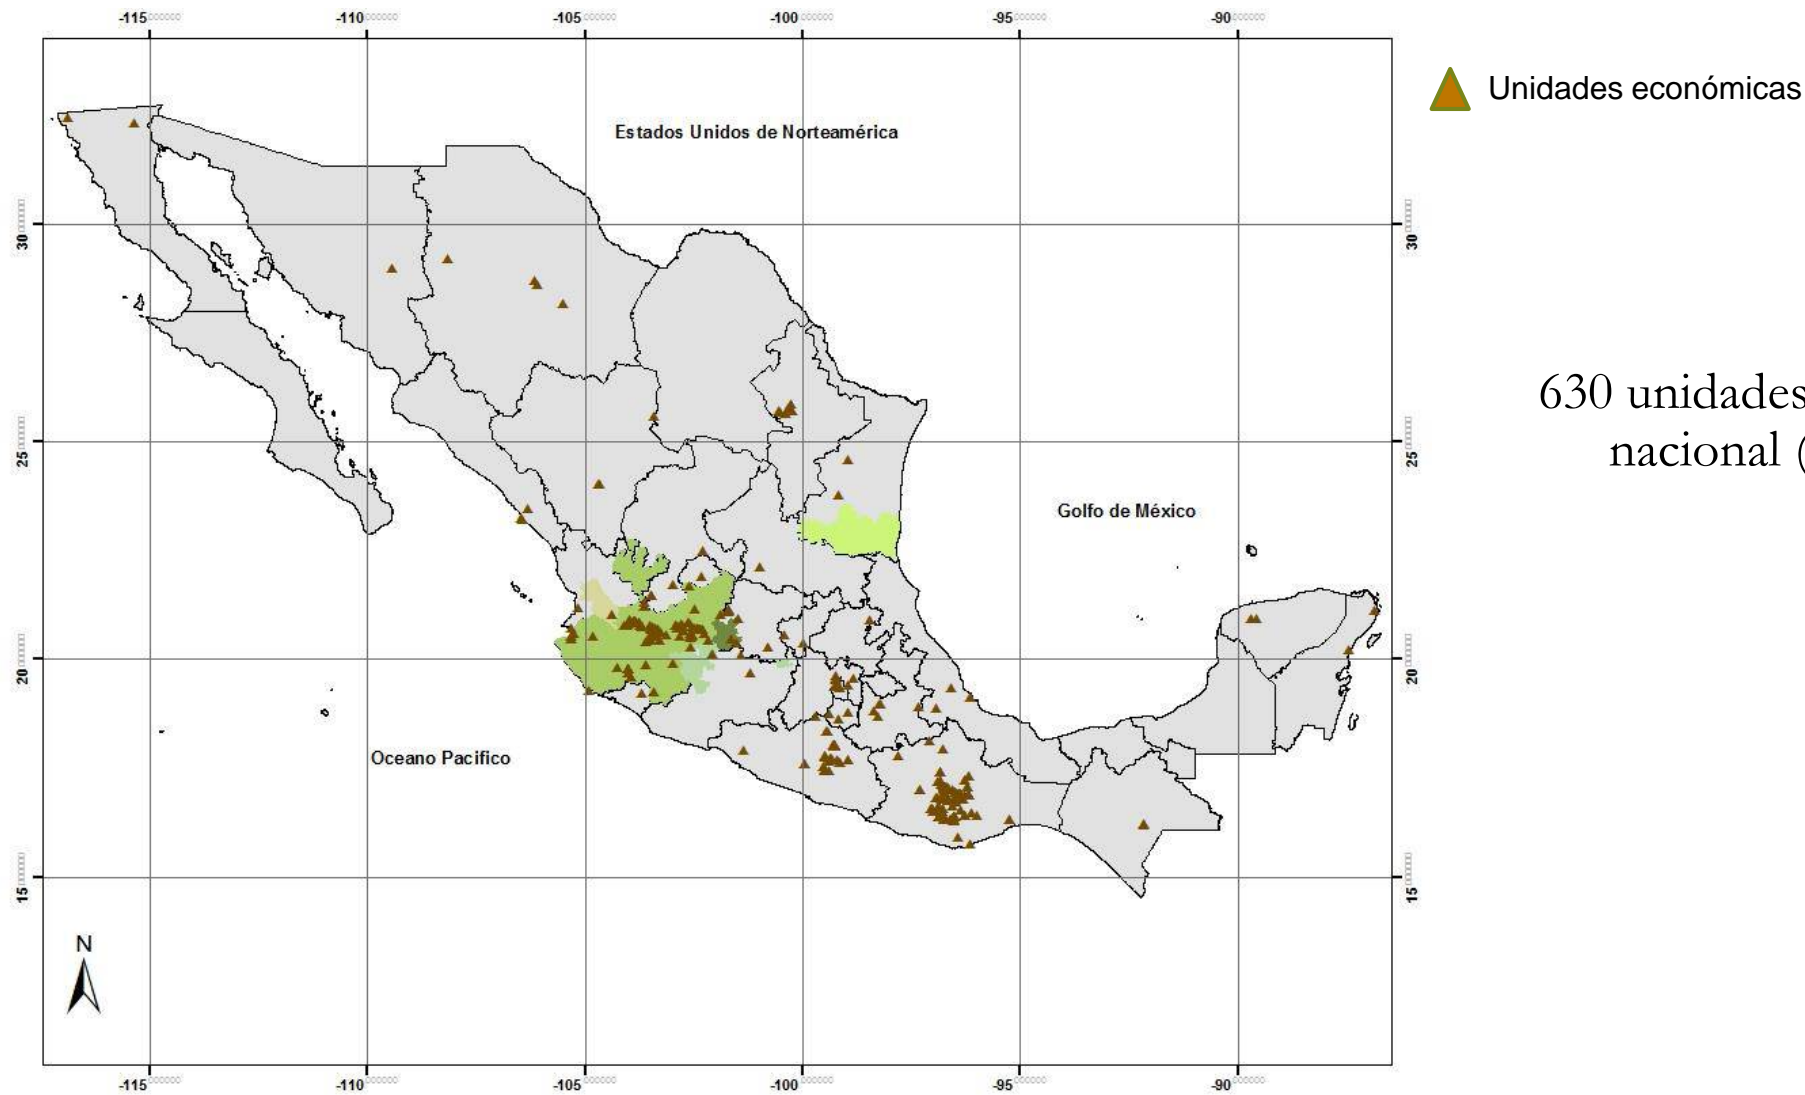 -115 -110 -105 -100 -95 -90
Unidades económicas
Estados Unidos de Norteamérica
30 30
630 unidades
nacional (
25 25
Golfo de México
20 20
Oceano Pacifico
15 15
N
-115 -110 -105 -100 -95 -90